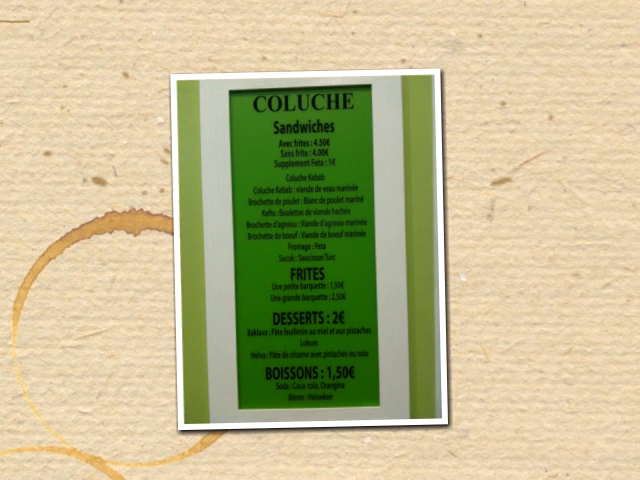 COLUCHE
Sandwiches
Avec frites : 4.50€
Sans frite : 4.00€
Supplement Feta : 1€
Coluche Kebab
Coluche Kebab : viande de veau marinée
Brochette de poulet : Blanc de poulet mariné
Kefta : Boulettes de viande hachée
Brochette d'agneau : Viande d'agneau marinée
Brochette de boeuf : Viande de boeuf marinée
Fromage : Feta
Sucuk : Saucisson Turc
FRITES
Une petite barquette : 1,50€
Une grande barquette : 2,50€
DESSERTS : 2€
Baklava : Pâte feuilletée au miel et aux pistaches
Lokum
Helva : Pâte de sésame avec pistaches ou noix
BOISSONS : 1,50€
Soda : Coca cola, Orangina
Bières : Heineken